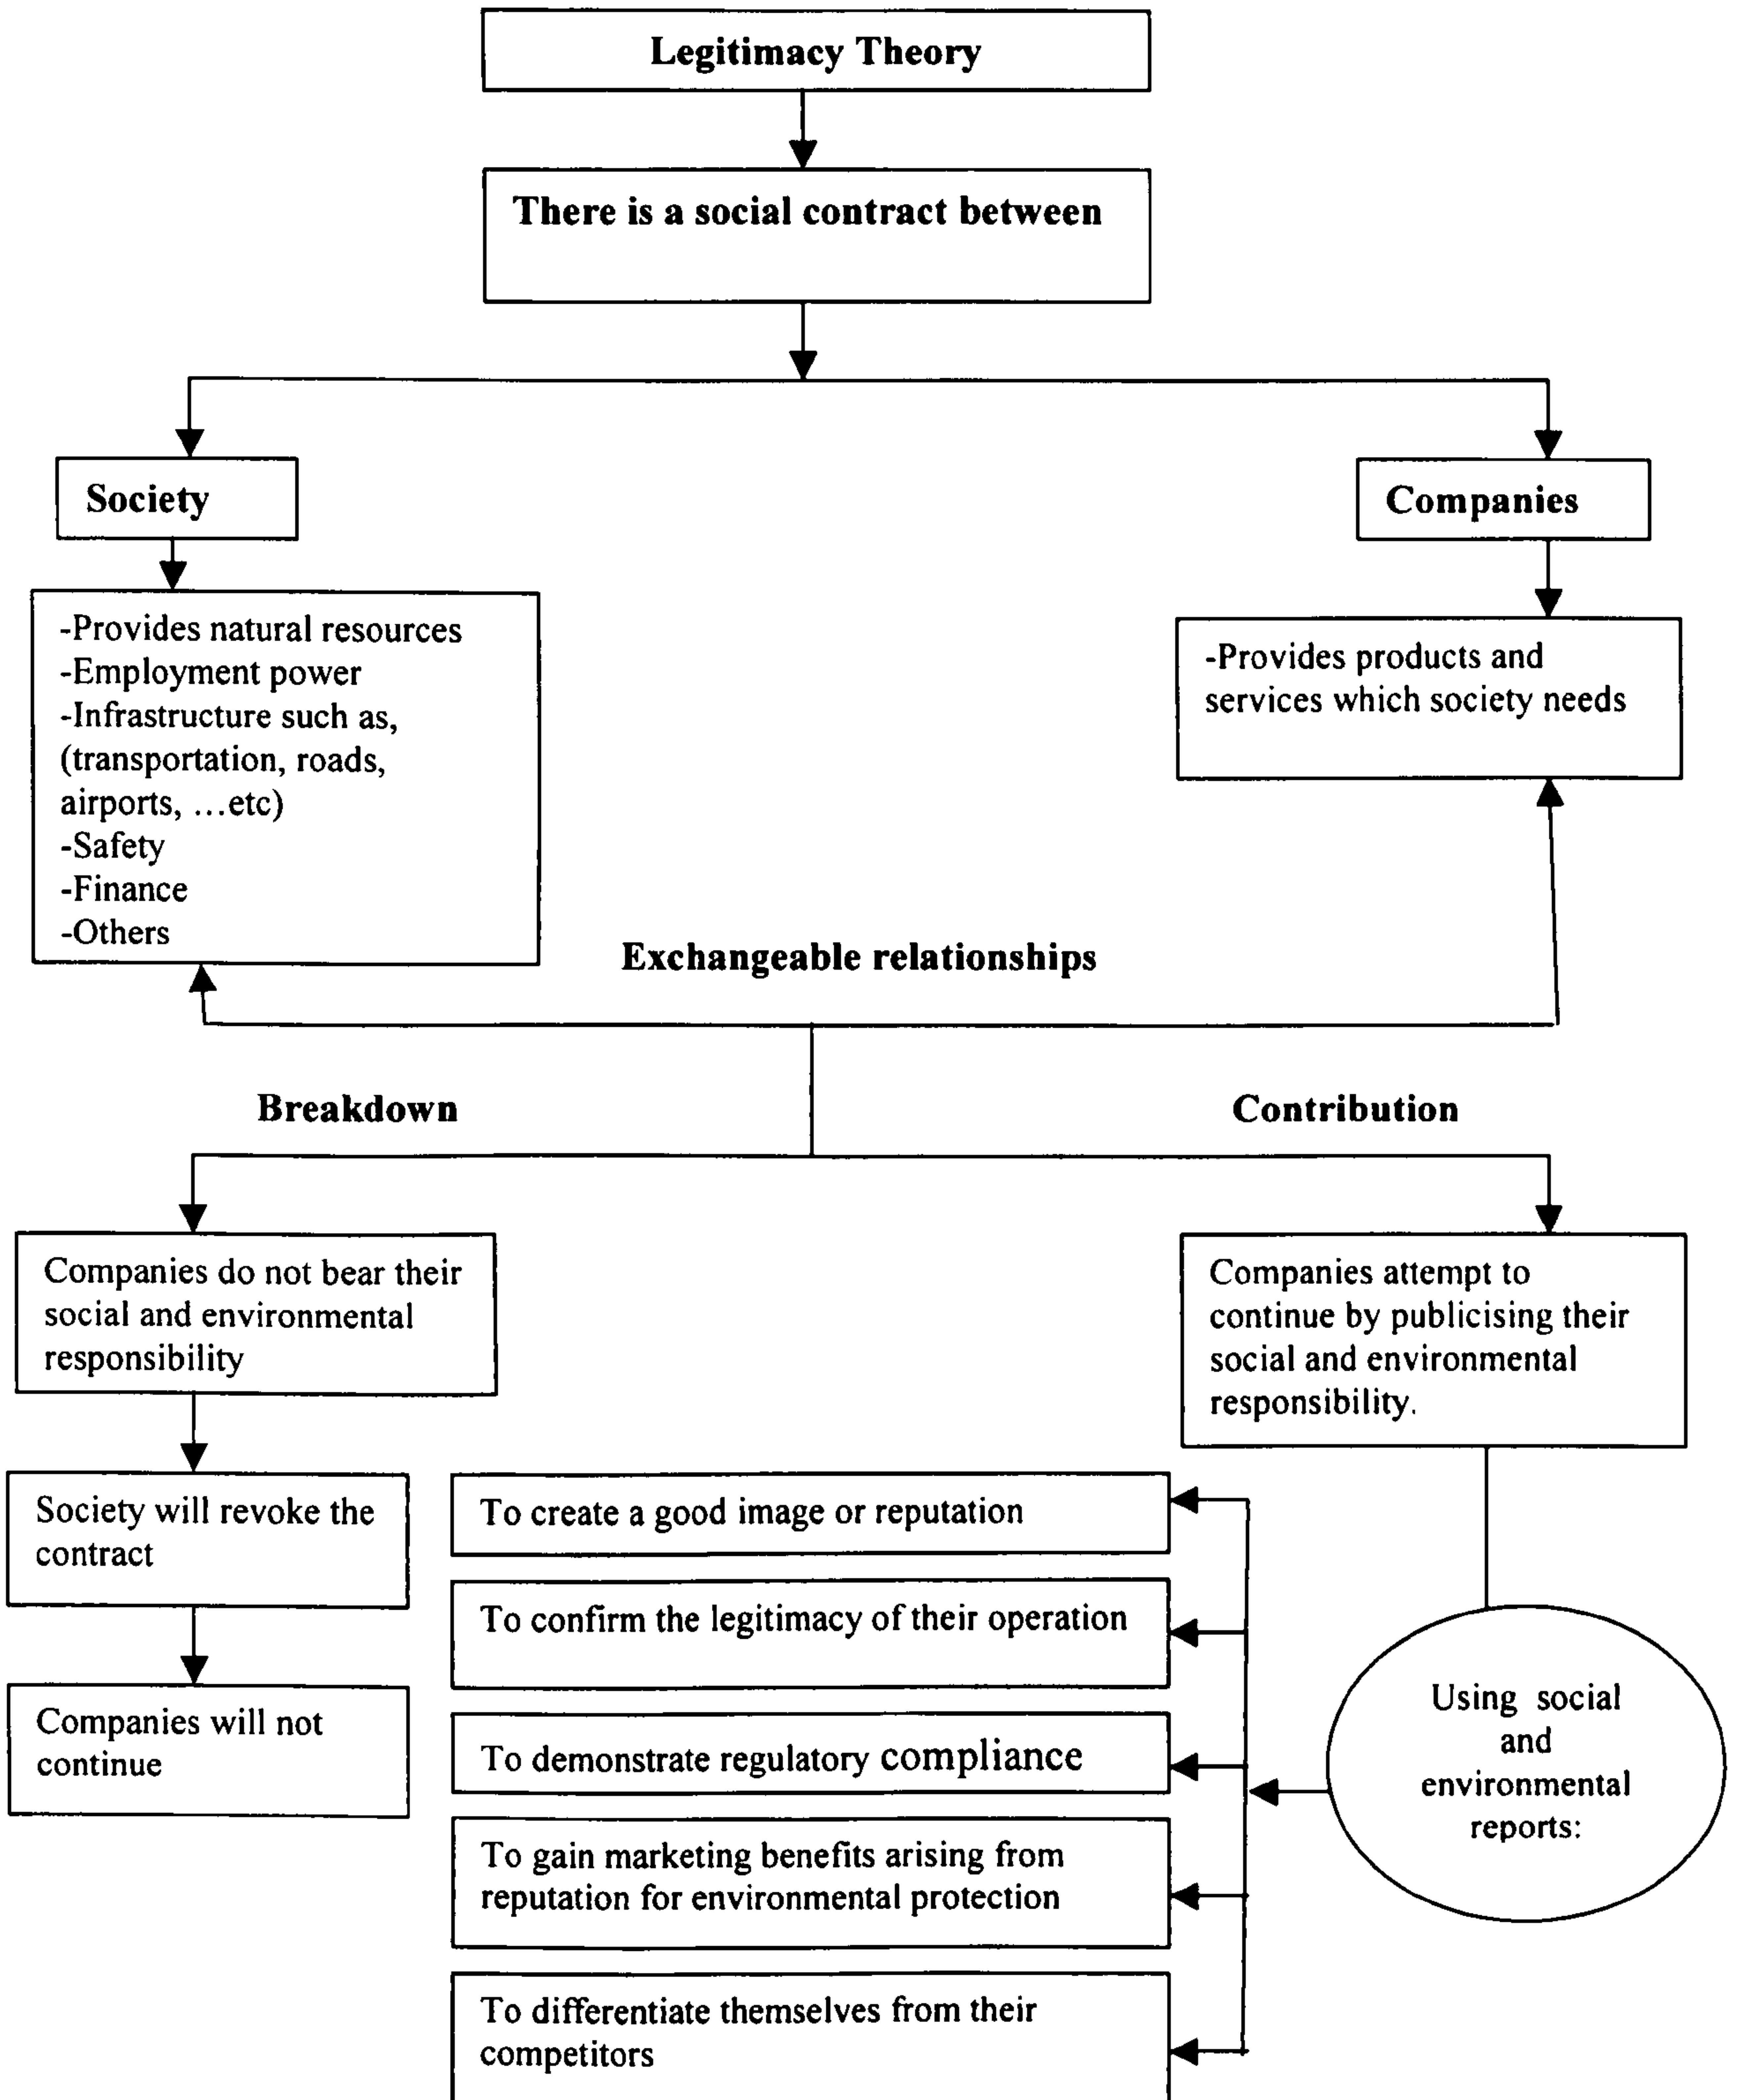 Legitimacy Theory
There is a social contract between
Society
Companies
-Provides natural resources
-Employment power
-Infrastructure such as,
(transportation, roads,
airports, ...etc)
-Safety
-Finance
-Others
-Provides products and
services which society needs
Exchangeable relationships
Breakdown
Contribution
Companies do not bear their
social and environmental
responsibility
Companies attempt to
continue by publicising their
social and environmental
responsibility.
Society will revoke the
contract
Companies will not
continue
To create a good image or reputation
To confirm the legitimacy of their operation
To demonstrate regulatory compliance
To gain marketing benefits arising from
reputation for environmental protection
To differentiate themselves from their
competitors
Using social
and
environmental
reports: